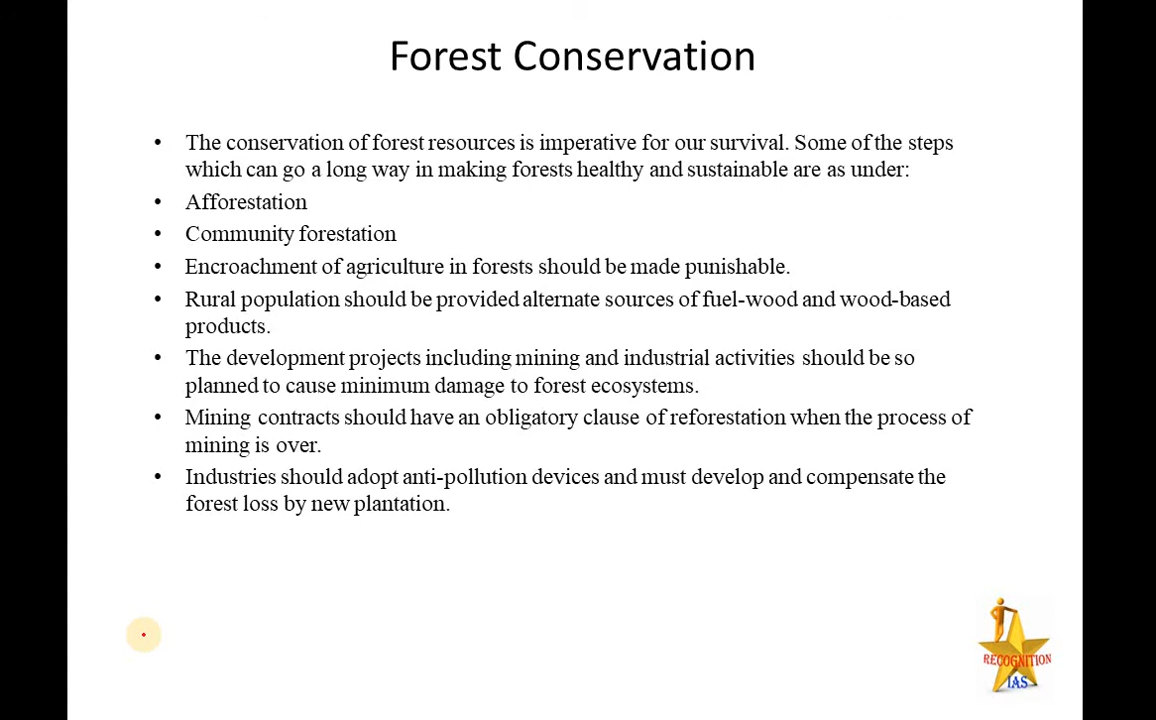 Forest Conservation
• The conservation of forest resources is imperative for our survival. Some of the steps
which can go a long way in making forests healthy and sustainable are as under:
• Afforestation
• Community forestation
• Encroachment of agriculture in forests should be made punishable.
• Rural population should be provided alternate sources of fuel-wood and wood-based
products.
• The development projects including mining and industrial activities should be so
planned to cause minimum damage to forest ecosystems.
• Mining contracts should have an obligatory clause of reforestation when the process of
mining is over.
• Industries should adopt anti-pollution devices and must develop and compensate the
forest loss by new plantation.
RECOGNITION
IAS